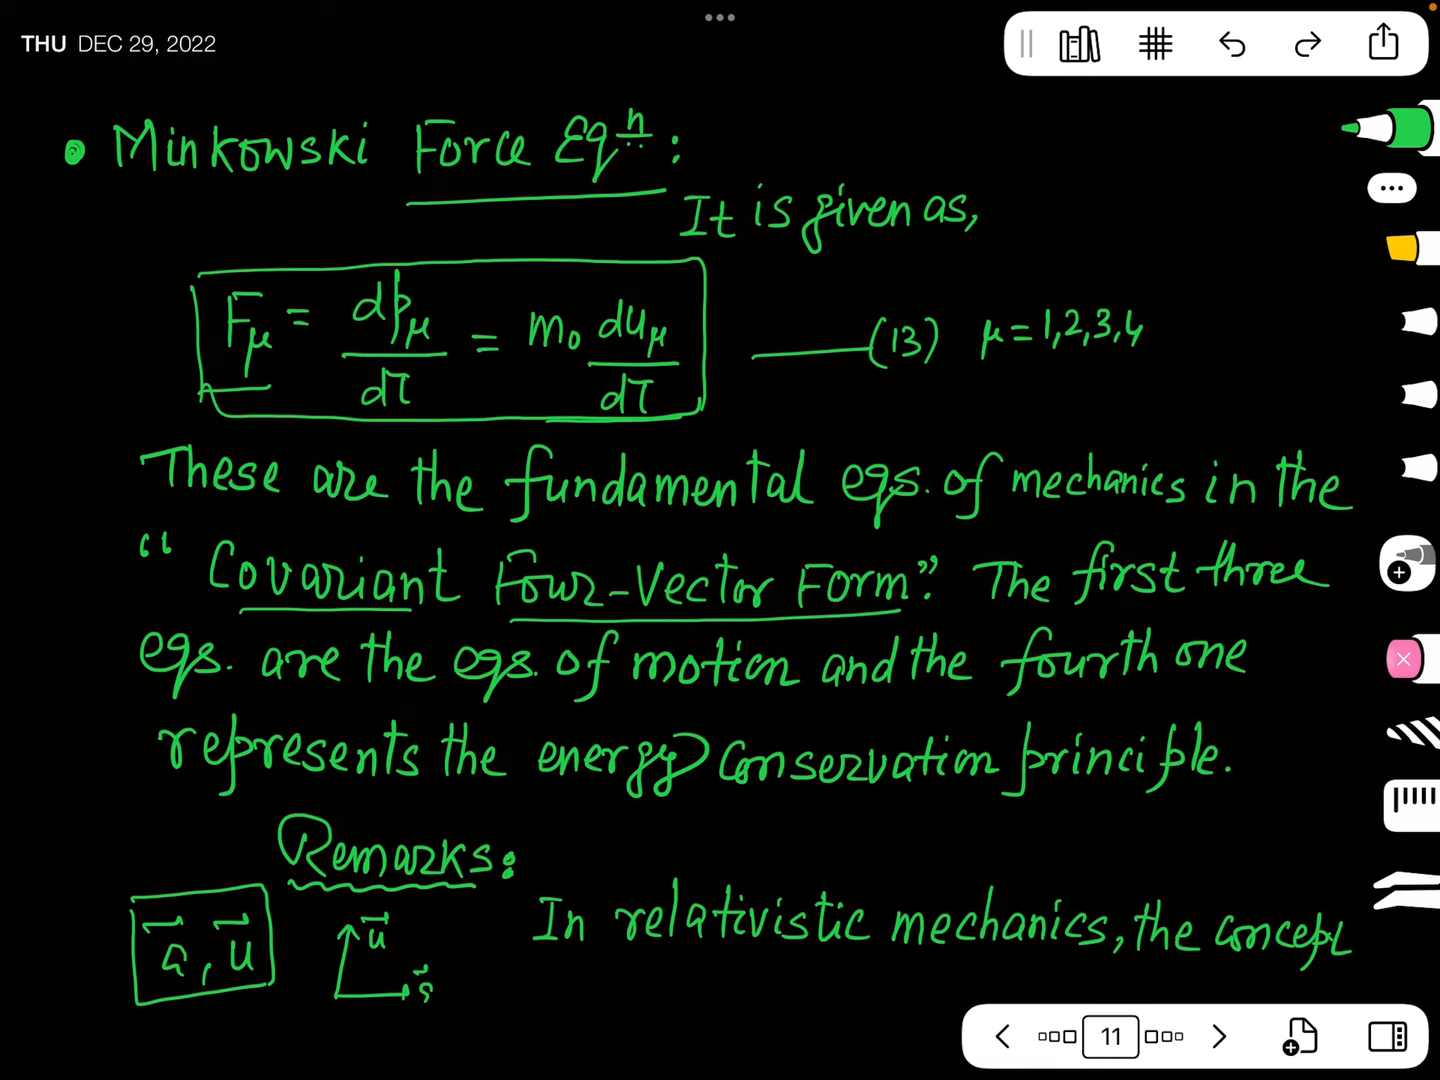 THU DEC 29, 2022
• Minkowski Force Eqⁿ:
It is given as,
F_μ = dp_μ/dτ = m₀ du_μ/dτ —— (13) μ = 1,2,3,4
These are the fundamental eqs. of mechanics in the
“Covariant Four-Vector Form”. The first three
eqs. are the eqs. of motion and the fourth one
represents the energy conservation principle.
Remarks:
In relativistic mechanics, the concept
a⃗, u⃗
u⃗
s⃗
11